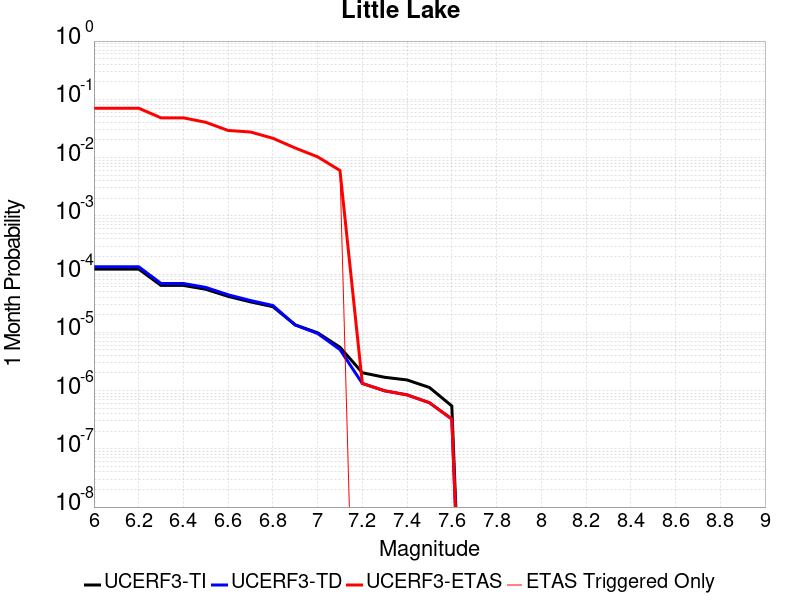 Little Lake
1 Month Probability
10^0
10^-1
10^-2
10^-3
10^-4
10^-5
10^-6
10^-7
10^-8
6 6.2 6.4 6.6 6.8 7 7.2 7.4 7.6 7.8 8 8.2 8.4 8.6 8.8 9
Magnitude
UCERF3-TI UCERF3-TD UCERF3-ETAS ETAS Triggered Only